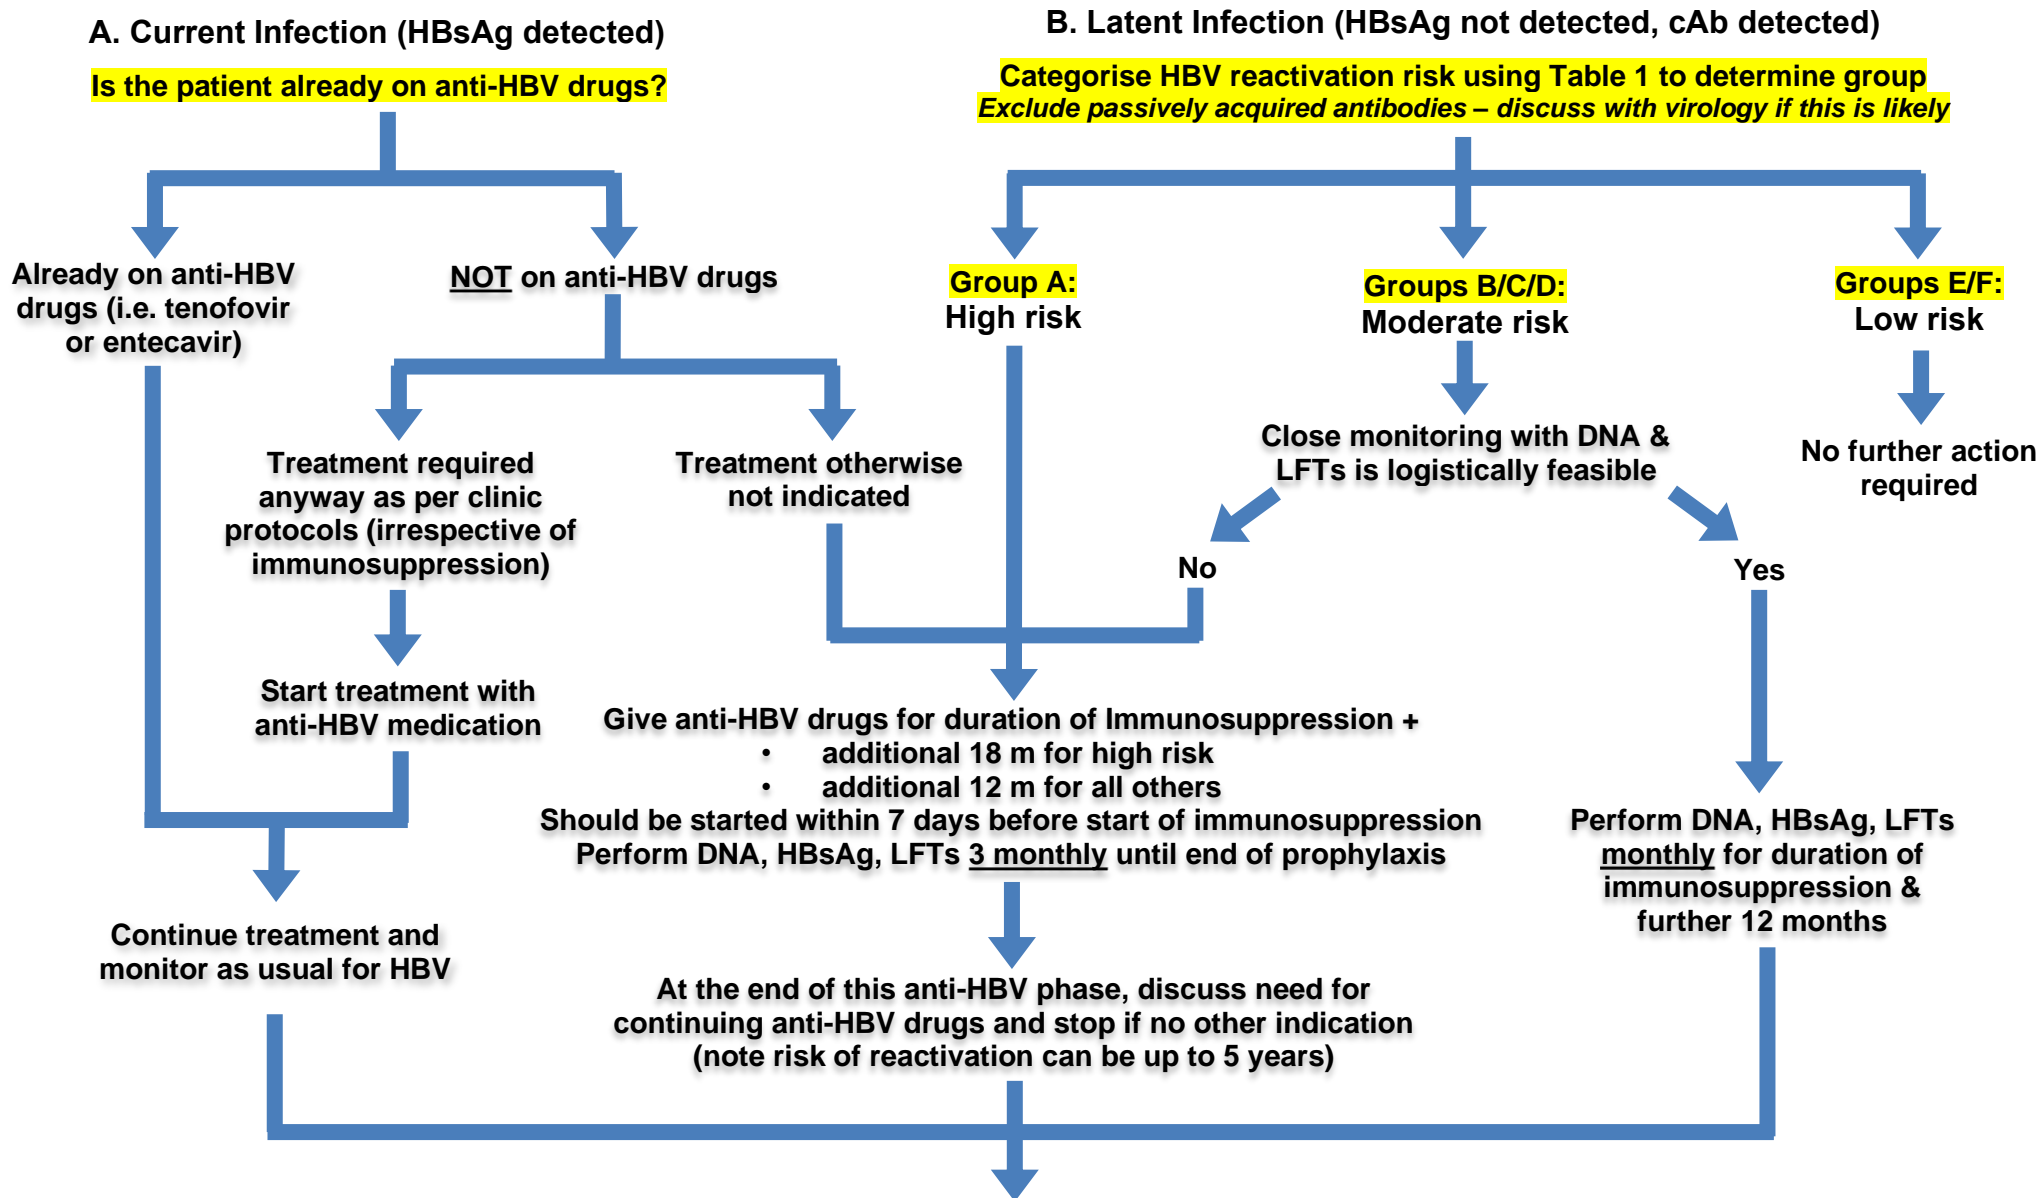 A. Current Infection (HBsAg detected)
Is the patient already on anti-HBV drugs?
Already on anti-HBV
drugs (i.e. tenofovir
or entecavir)
NOT on anti-HBV drugs
Treatment required
anyway as per clinic
protocols (irrespective of
immunosuppression)
Treatment otherwise
not indicated
Start treatment with
anti-HBV medication
Continue treatment and
monitor as usual for HBV
B. Latent Infection (HBsAg not detected, cAb detected)
Categorise HBV reactivation risk using Table 1 to determine group
Exclude passively acquired antibodies – discuss with virology if this is likely
Group A:
High risk
Groups B/C/D:
Moderate risk
Groups E/F:
Low risk
Close monitoring with DNA &
LFTs is logistically feasible
No further action
required
No
Yes
Give anti-HBV drugs for duration of Immunosuppression +
• additional 18 m for high risk
• additional 12 m for all others
Should be started within 7 days before start of immunosuppression
Perform DNA, HBsAg, LFTs 3 monthly until end of prophylaxis
Perform DNA, HBsAg, LFTs
monthly for duration of
immunosuppression &
further 12 months
At the end of this anti-HBV phase, discuss need for
continuing anti-HBV drugs and stop if no other indication
(note risk of reactivation can be up to 5 years)